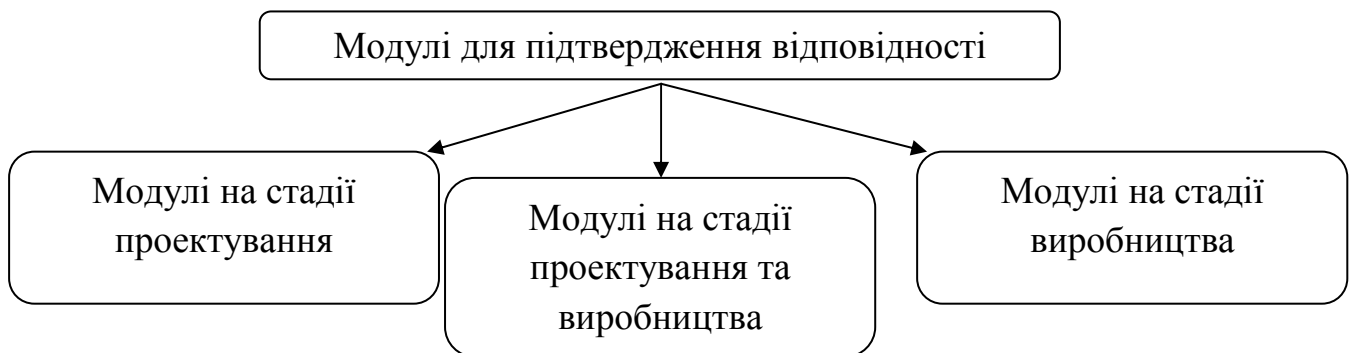 Модулі для підтвердження відповідності
Модулі на стадії
проектування
Модулі на стадії
проектування та
виробництва
Модулі на стадії
виробництва